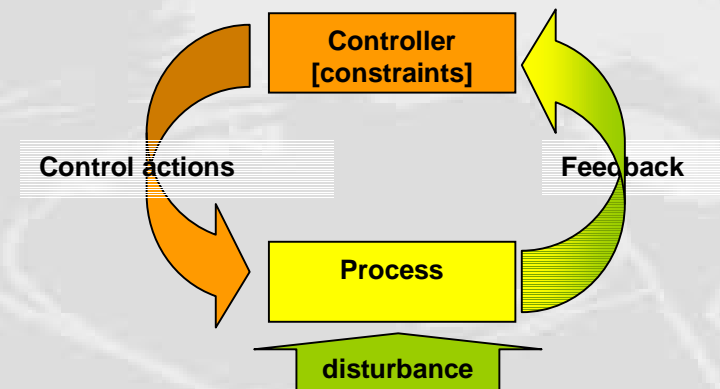 Controller
[constraints]
Control actions
Feedback
Process
disturbance